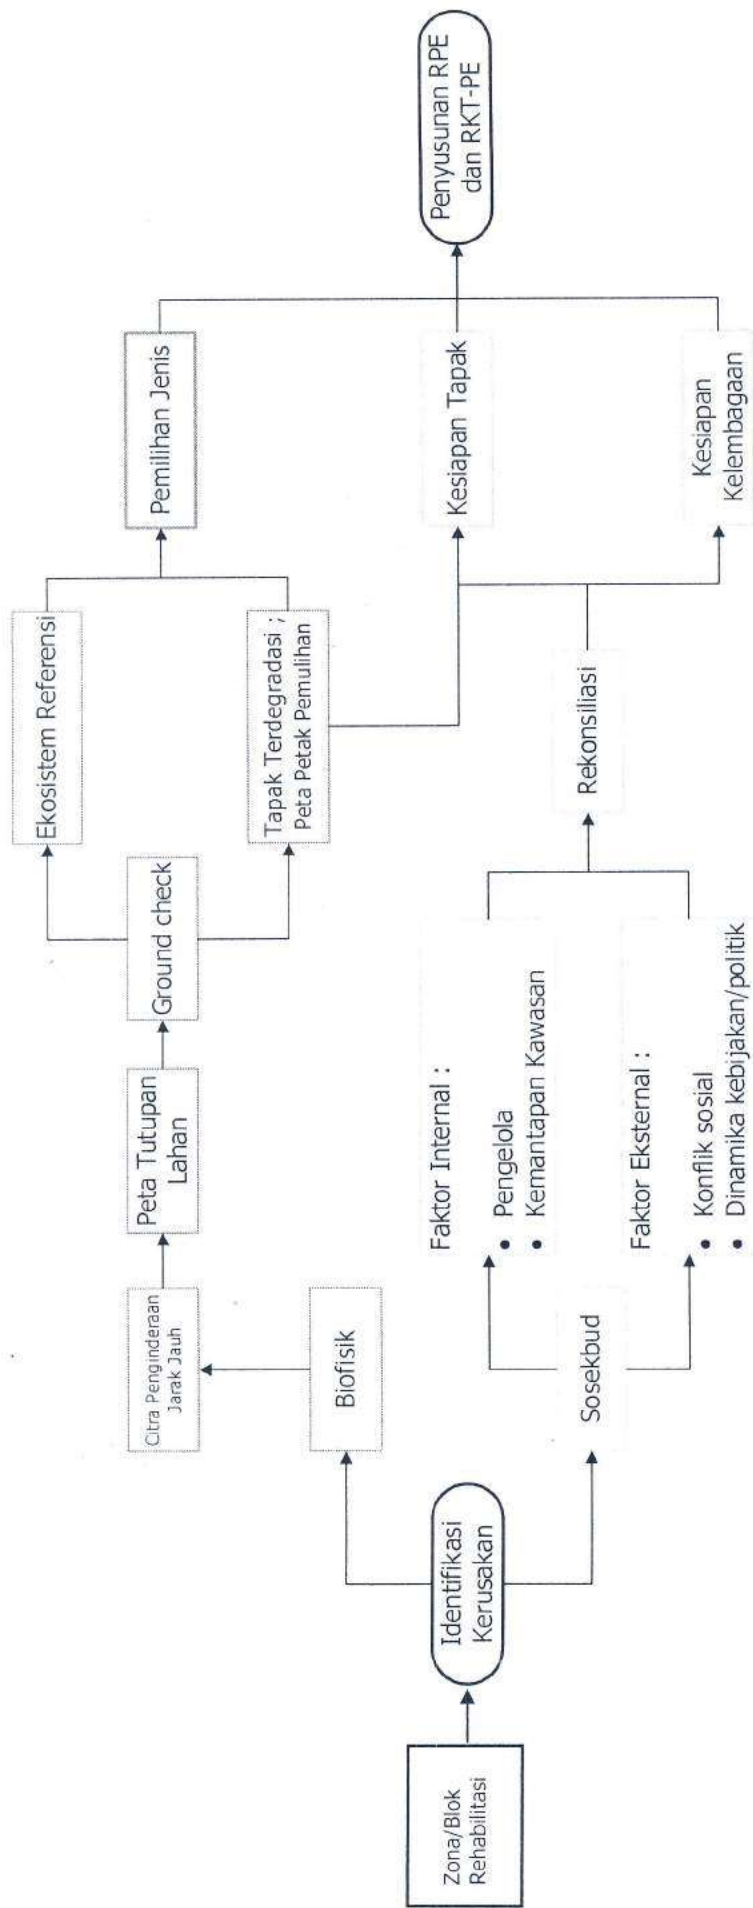 Zona/Blok
Rehabilitasi
Identifikasi
Kerusakan
Biofisik
Citra Penginderaan
Jarak Jauh
Peta Tutupan
Lahan
Ground check
Ekosistem Referensi
Tapak Terdegradasi ;
Peta Petak Pemulihan
Pemilihan Jenis
Sosekbud
Faktor Internal :
• Pengelola
• Kemantapan Kawasan
Faktor Eksternal :
• Konflik sosial
• Dinamika kebijakan/politik
Rekonsiliasi
Kesiapan Tapak
Kesiapan
Kelembagaan
Penyusunan RPE
dan RKT-PE